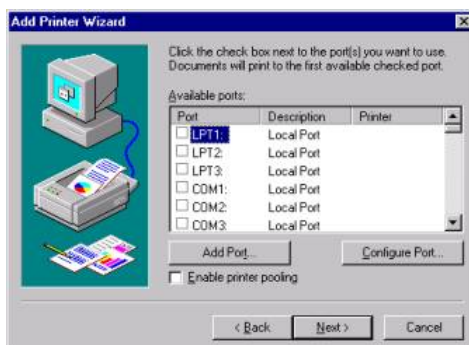 Add Printer Wizard
Click the check box next to the port(s) you want to use.
Documents will print to the first available checked port.
Available ports:
Port Description Printer
LPT1: Local Port
LPT2: Local Port
LPT3: Local Port
COM1: Local Port
COM2: Local Port
COM3: Local Port
Add Port... Configure Port...
Enable printer pooling
< Back Next > Cancel